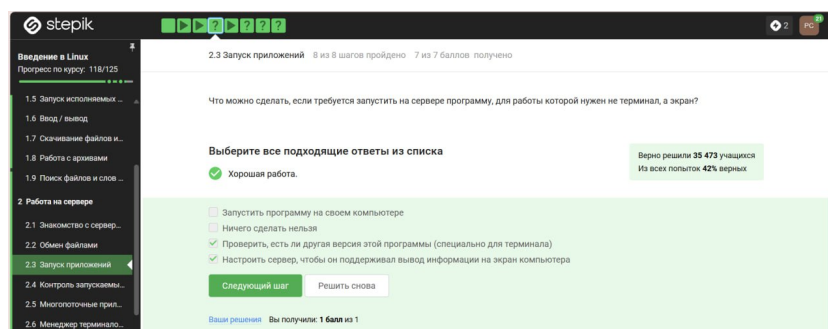 stepik
2
PC
21
Введение в Linux
Прогресс по курсу: 118/125
2.3 Запуск приложений 8 из 8 шагов пройдено 7 из 7 баллов получено
1.5 Запуск исполняемых ...
1.6 Ввод / вывод
1.7 Скачивание файлов и...
1.8 Работа с архивами
1.9 Поиск файлов и слов ...
2 Работа на сервере
2.1 Знакомство с сервер...
2.2 Обмен файлами
2.3 Запуск приложений
2.4 Контроль запускаемы...
2.5 Многопоточные прил...
2.6 Менеджер терминало...
Что можно сделать, если требуется запустить на сервере программу, для работы которой нужен не терминал, а экран?
Выберите все подходящие ответы из списка
Хорошая работа.
Верно решили 35 473 учащихся
Из всех попыток 42% верных
Запустить программу на своем компьютере
Ничего сделать нельзя
Проверить, есть ли другая версия этой программы (специально для терминала)
Настроить сервер, чтобы он поддерживал вывод информации на экран компьютера
Следующий шаг Решить снова
Ваши решения Вы получили: 1 балл из 1